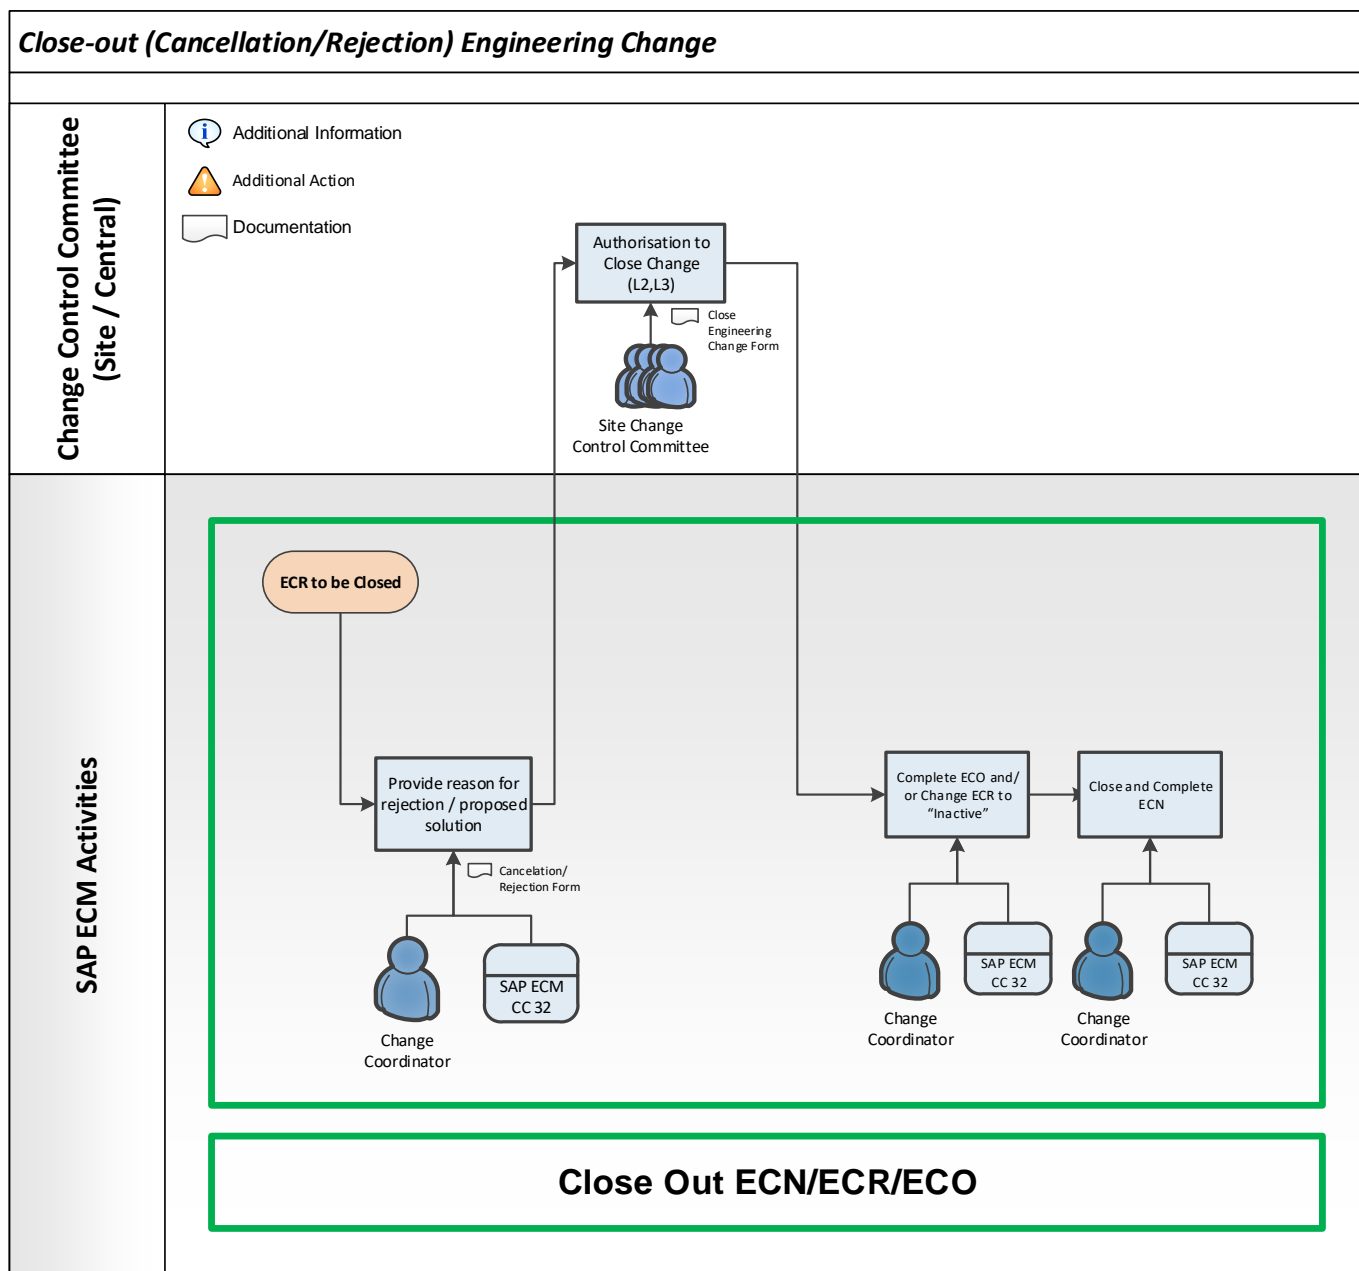 Close-out (Cancellation/Rejection) Engineering Change
Change Control Committee
(Site / Central)
Additional Information
Additional Action
Documentation
Authorisation to
Close Change
(L2,L3)
Close
Engineering
Change Form
Site Change
Control Committee
SAP ECM Activities
ECR to be Closed
Provide reason for
rejection / proposed
solution
Cancelation/
Rejection Form
SAP ECM
CC 32
Change
Coordinator
Complete ECO and/
or Change ECR to
“Inactive”
SAP ECM
CC 32
Change
Coordinator
Close and Complete
ECN
SAP ECM
CC 32
Change
Coordinator
Close Out ECN/ECR/ECO